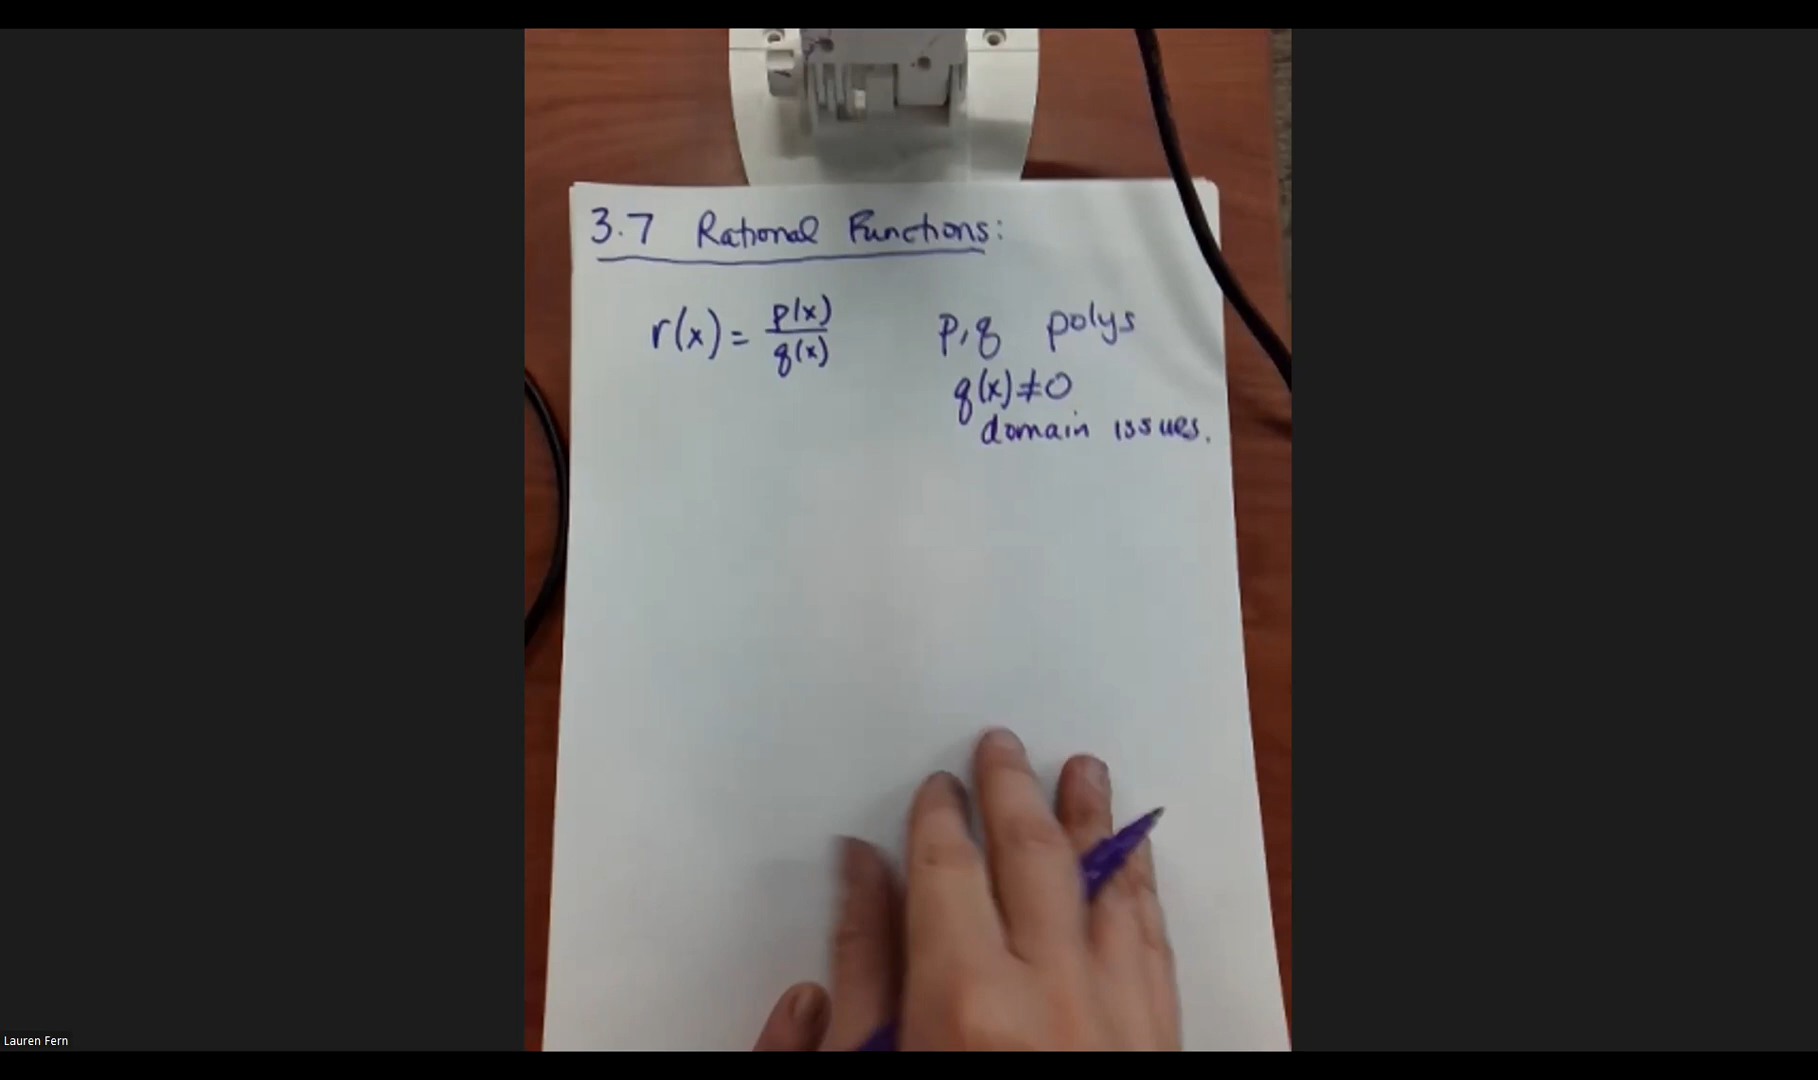 3.7 Rational Functions:
r(x) = p(x)/q(x) p,q polys
q(x)≠0
domain issues.
Lauren Fern